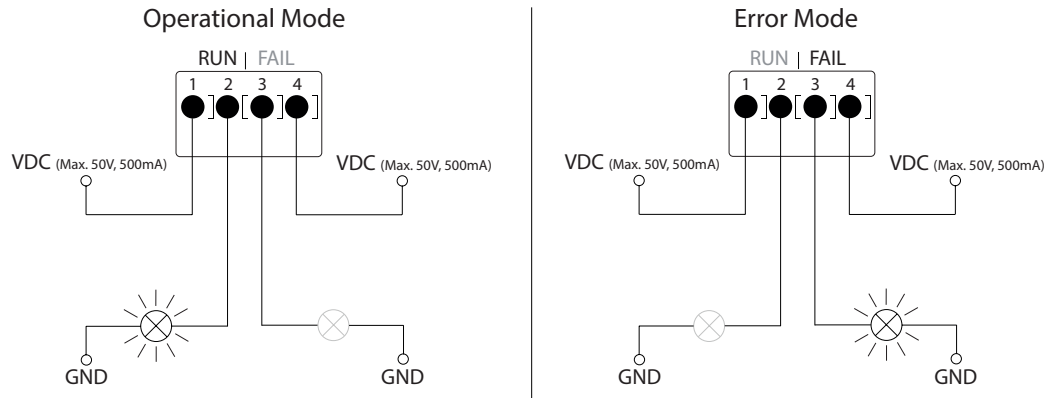 Operational Mode
RUN | FAIL
1 2 3 4
VDC (Max. 50V, 500mA)
VDC (Max. 50V, 500mA)
GND
GND
Error Mode
RUN | FAIL
1 2 3 4
VDC (Max. 50V, 500mA)
VDC (Max. 50V, 500mA)
GND
GND